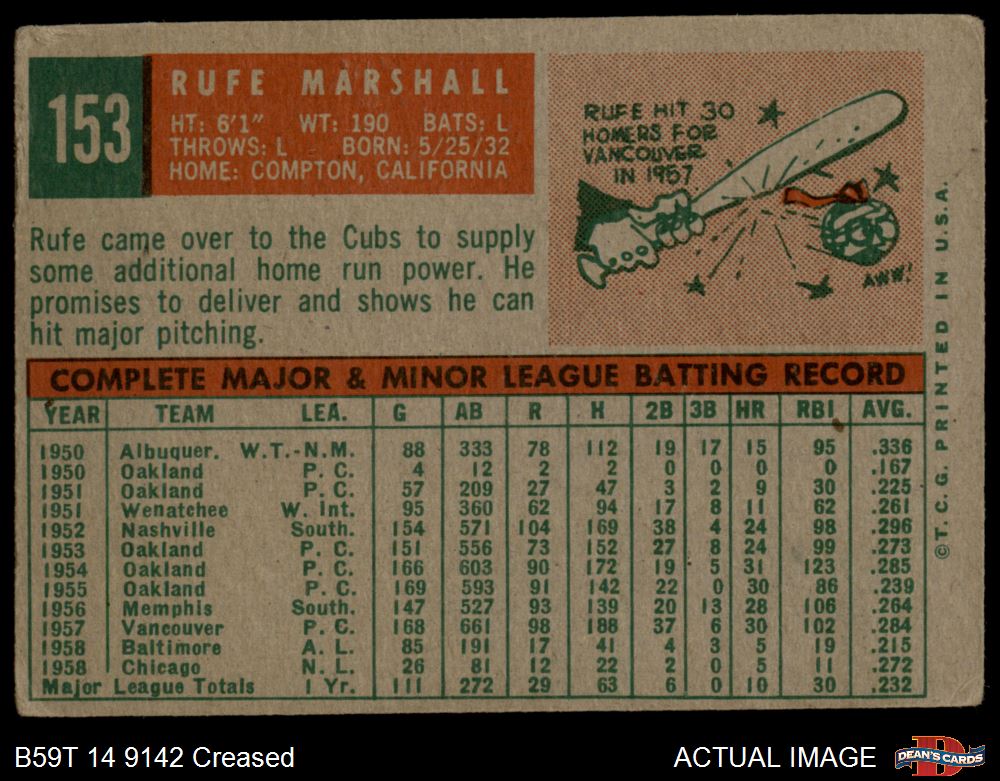 153
RUFE MARSHALL
HT: 6'1" WT: 190 BATS: L
THROWS: L BORN: 5/25/32
HOME: COMPTON, CALIFORNIA
RUFE HIT 30
HOMERS FOR
VANCOUVER
IN 1957
AWW!
Rufe came over to the Cubs to supply
some additional home run power. He
promises to deliver and shows he can
hit major pitching.
COMPLETE MAJOR & MINOR LEAGUE BATTING RECORD
YEAR TEAM LEA. G AB R H 2B 3B HR RBI AVG.
1950 Albuquer. W.T.-N.M. 88 333 78 112 19 17 15 95 .336
1950 Oakland P. C. 4 12 2 2 0 0 0 0 .167
1951 Oakland P. C. 57 209 27 47 3 2 9 30 .225
1951 Wenatchee W. Int. 95 360 62 94 17 8 11 62 .261
1952 Nashville South. 154 571 104 169 38 4 24 98 .296
1953 Oakland P. C. 151 556 73 152 27 8 24 99 .273
1954 Oakland P. C. 166 603 90 172 19 5 31 123 .285
1955 Oakland P. C. 169 593 91 142 22 0 30 86 .239
1956 Memphis South. 147 527 93 139 20 13 28 106 .264
1957 Vancouver P. C. 168 661 98 188 37 6 30 102 .284
1958 Baltimore A. L. 85 191 17 41 4 3 5 19 .215
1958 Chicago N. L. 26 81 12 22 2 0 5 11 .272
Major League Totals 1 Yr. 111 272 29 63 6 0 10 30 .232
©T. C. G. PRINTED IN U.S.A.
B59T 14 9142 Creased
ACTUAL IMAGE
D
DEAN'S CARDS